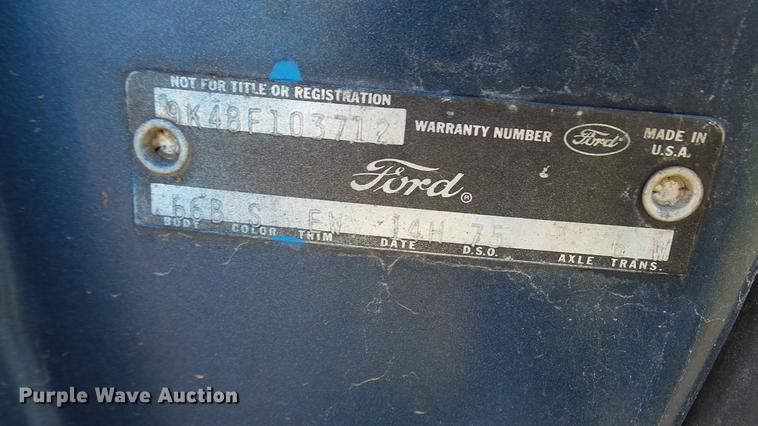 NOT FOR TITLE OR REGISTRATION
9K48F103712 WARRANTY NUMBER Ford MADE IN U.S.A.
Ford®
66B S FN 14H 75 W
BODY COLOR TRIM DATE D.S.O. AXLE TRANS.
Purple Wave Auction